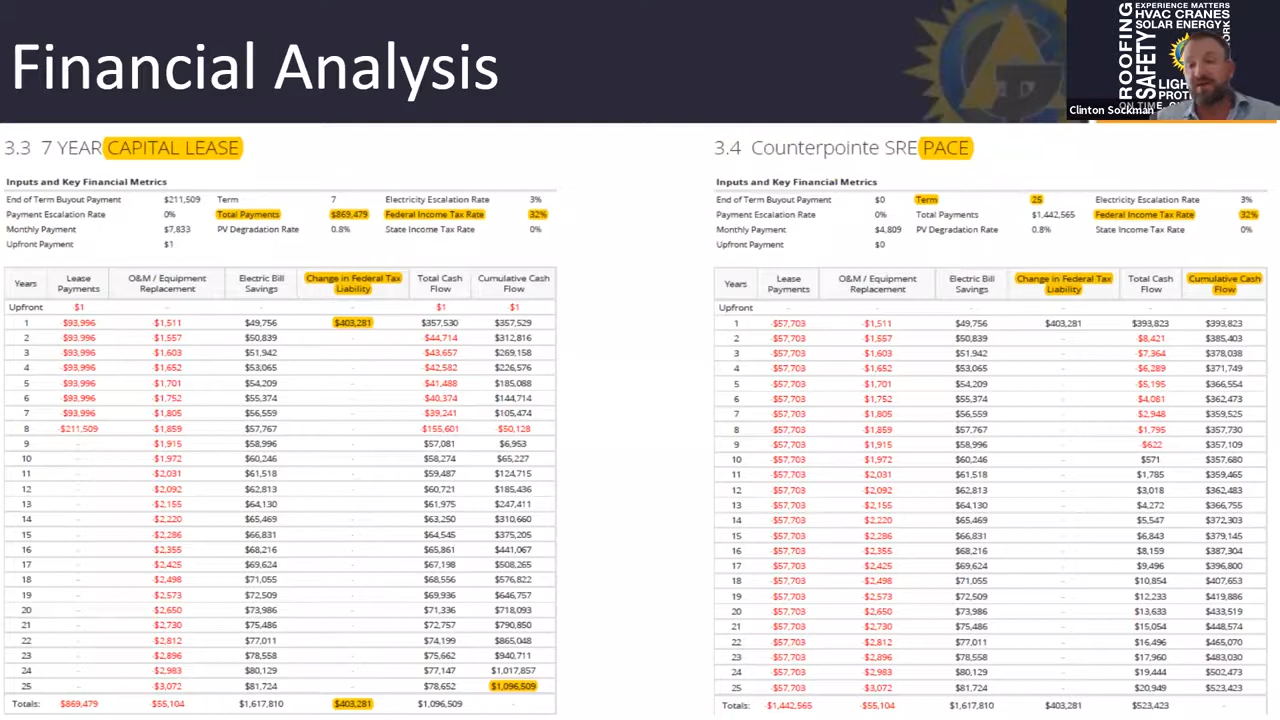 Financial Analysis
EXPERIENCE MATTERS
HVAC CRANES
SOLAR ENERGY
ROOFING
SAFETY
Clinton Sockman
3.3 7 YEAR CAPITAL LEASE
Inputs and Key Financial Metrics
End of Term Buyout Payment $211,509 Term 7 Electricity Escalation Rate 3%
Payment Escalation Rate 0% Total Payments $869,479 Federal Income Tax Rate 32%
Monthly Payment $7,833 PV Degradation Rate 0.8% State Income Tax Rate 0%
Upfront Payment $1
Years Lease Payments O&M / Equipment Replacement Electric Bill Savings Change in Federal Tax Liability Total Cash Flow Cumulative Cash Flow
Upfront $1 - - - $1 $1
1 -$93,996 -$1,511 $49,756 $403,281 $357,530 $357,529
2 -$93,996 -$1,557 $50,839 - -$44,714 $312,816
3 -$93,996 -$1,603 $51,942 - -$43,657 $269,158
4 -$93,996 -$1,652 $53,065 - -$42,582 $226,576
5 -$93,996 -$1,701 $54,209 - -$41,488 $185,088
6 -$93,996 -$1,752 $55,374 - -$40,374 $144,714
7 -$93,996 -$1,805 $56,559 - -$39,241 $105,474
8 -$211,509 -$1,859 $57,767 - -$155,601 -$50,128
9 - -$1,915 $58,996 - $57,081 $6,953
10 - -$1,972 $60,246 - $58,274 $65,227
11 - -$2,031 $61,518 - $59,487 $124,715
12 - -$2,092 $62,813 - $60,721 $185,436
13 - -$2,155 $64,130 - $61,975 $247,411
14 - -$2,220 $65,469 - $63,250 $310,660
15 - -$2,286 $66,831 - $64,545 $375,205
16 - -$2,355 $68,216 - $65,861 $441,067
17 - -$2,425 $69,624 - $67,198 $508,265
18 - -$2,498 $71,055 - $68,556 $576,822
19 - -$2,573 $72,509 - $69,936 $646,757
20 - -$2,650 $73,986 - $71,336 $718,093
21 - -$2,730 $75,486 - $72,757 $790,850
22 - -$2,812 $77,011 - $74,199 $865,048
23 - -$2,896 $78,558 - $75,662 $940,711
24 - -$2,983 $80,129 - $77,147 $1,017,857
25 - -$3,072 $81,724 - $78,652 $1,096,509
Totals: -$869,479 -$55,104 $1,617,810 $403,281 $1,096,509 -
3.4 Counterpointe SRE PACE
Inputs and Key Financial Metrics
End of Term Buyout Payment $0 Term 25 Electricity Escalation Rate 3%
Payment Escalation Rate 0% Total Payments $1,442,565 Federal Income Tax Rate 32%
Monthly Payment $4,809 PV Degradation Rate 0.8% State Income Tax Rate 0%
Upfront Payment $0
Years Lease Payments O&M / Equipment Replacement Electric Bill Savings Change in Federal Tax Liability Total Cash Flow Cumulative Cash Flow
Upfront - - - - - -
1 -$57,703 -$1,511 $49,756 $403,281 $393,823 $393,823
2 -$57,703 -$1,557 $50,839 - -$8,421 $385,403
3 -$57,703 -$1,603 $51,942 - -$7,364 $378,038
4 -$57,703 -$1,652 $53,065 - -$6,289 $371,749
5 -$57,703 -$1,701 $54,209 - -$5,195 $366,554
6 -$57,703 -$1,752 $55,374 - -$4,081 $362,473
7 -$57,703 -$1,805 $56,559 - -$2,948 $359,525
8 -$57,703 -$1,859 $57,767 - -$1,795 $357,730
9 -$57,703 -$1,915 $58,996 - -$622 $357,109
10 -$57,703 -$1,972 $60,246 - $571 $357,680
11 -$57,703 -$2,031 $61,518 - $1,785 $359,465
12 -$57,703 -$2,092 $62,813 - $3,018 $362,483
13 -$57,703 -$2,155 $64,130 - $4,272 $366,755
14 -$57,703 -$2,220 $65,469 - $5,547 $372,303
15 -$57,703 -$2,286 $66,831 - $6,843 $379,145
16 -$57,703 -$2,355 $68,216 - $8,159 $387,304
17 -$57,703 -$2,425 $69,624 - $9,496 $396,800
18 -$57,703 -$2,498 $71,055 - $10,854 $407,653
19 -$57,703 -$2,573 $72,509 - $12,233 $419,886
20 -$57,703 -$2,650 $73,986 - $13,633 $433,519
21 -$57,703 -$2,730 $75,486 - $15,054 $448,574
22 -$57,703 -$2,812 $77,011 - $16,496 $465,070
23 -$57,703 -$2,896 $78,558 - $17,960 $483,030
24 -$57,703 -$2,983 $80,129 - $19,444 $502,473
25 -$57,703 -$3,072 $81,724 - $20,949 $523,423
Totals: -$1,442,565 -$55,104 $1,617,810 $403,281 $523,423 -